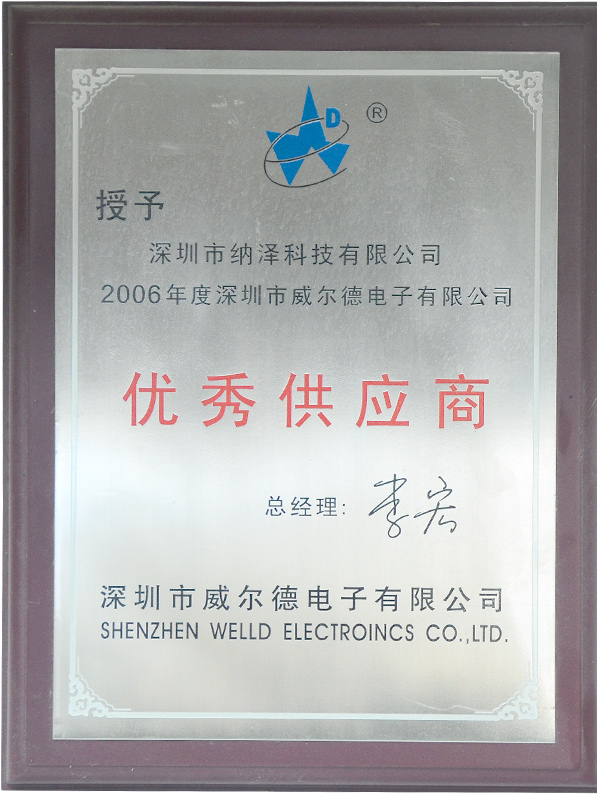 D ®
授予
深圳市纳泽科技有限公司
2006年度深圳市威尔德电子有限公司
优秀供应商
总经理: 李宏
深圳市威尔德电子有限公司
SHENZHEN WELLD ELECTROINCS CO.,LTD.